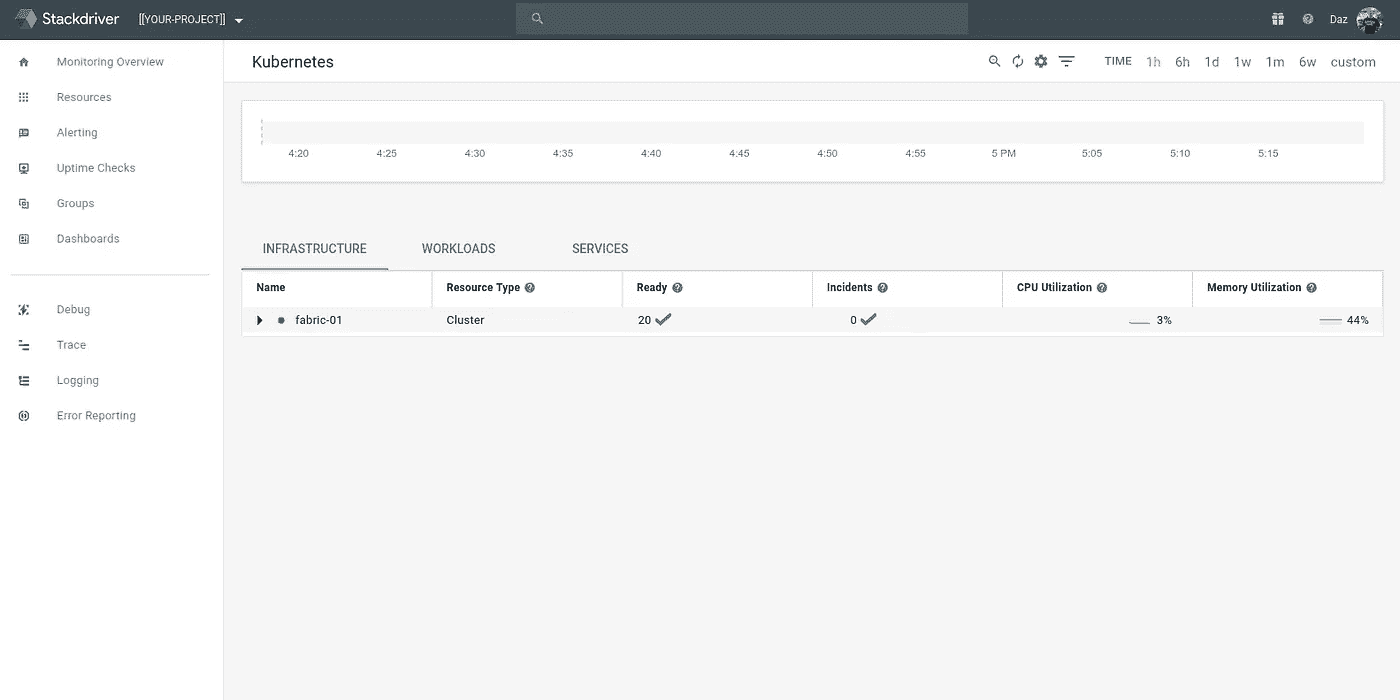 Stackdriver [[YOUR-PROJECT]] Daz
Monitoring Overview
Resources
Alerting
Uptime Checks
Groups
Dashboards
Debug
Trace
Logging
Error Reporting
Kubernetes TIME 1h 6h 1d 1w 1m 6w custom
4:20 4:25 4:30 4:35 4:40 4:45 4:50 4:55 5 PM 5:05 5:10 5:15
INFRASTRUCTURE WORKLOADS SERVICES
Name Resource Type Ready Incidents CPU Utilization Memory Utilization
fabric-01 Cluster 20 0 3% 44%